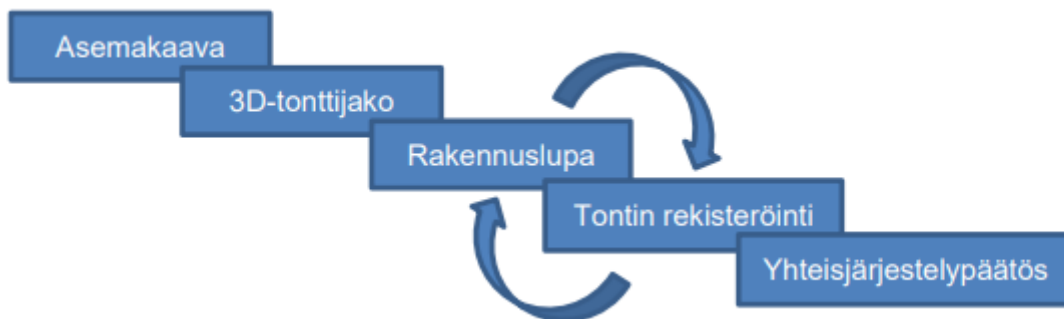 Asemakaava
3D-tonttijako
Rakennuslupa
Tontin rekisteröinti
Yhteisjärjestelypäätös